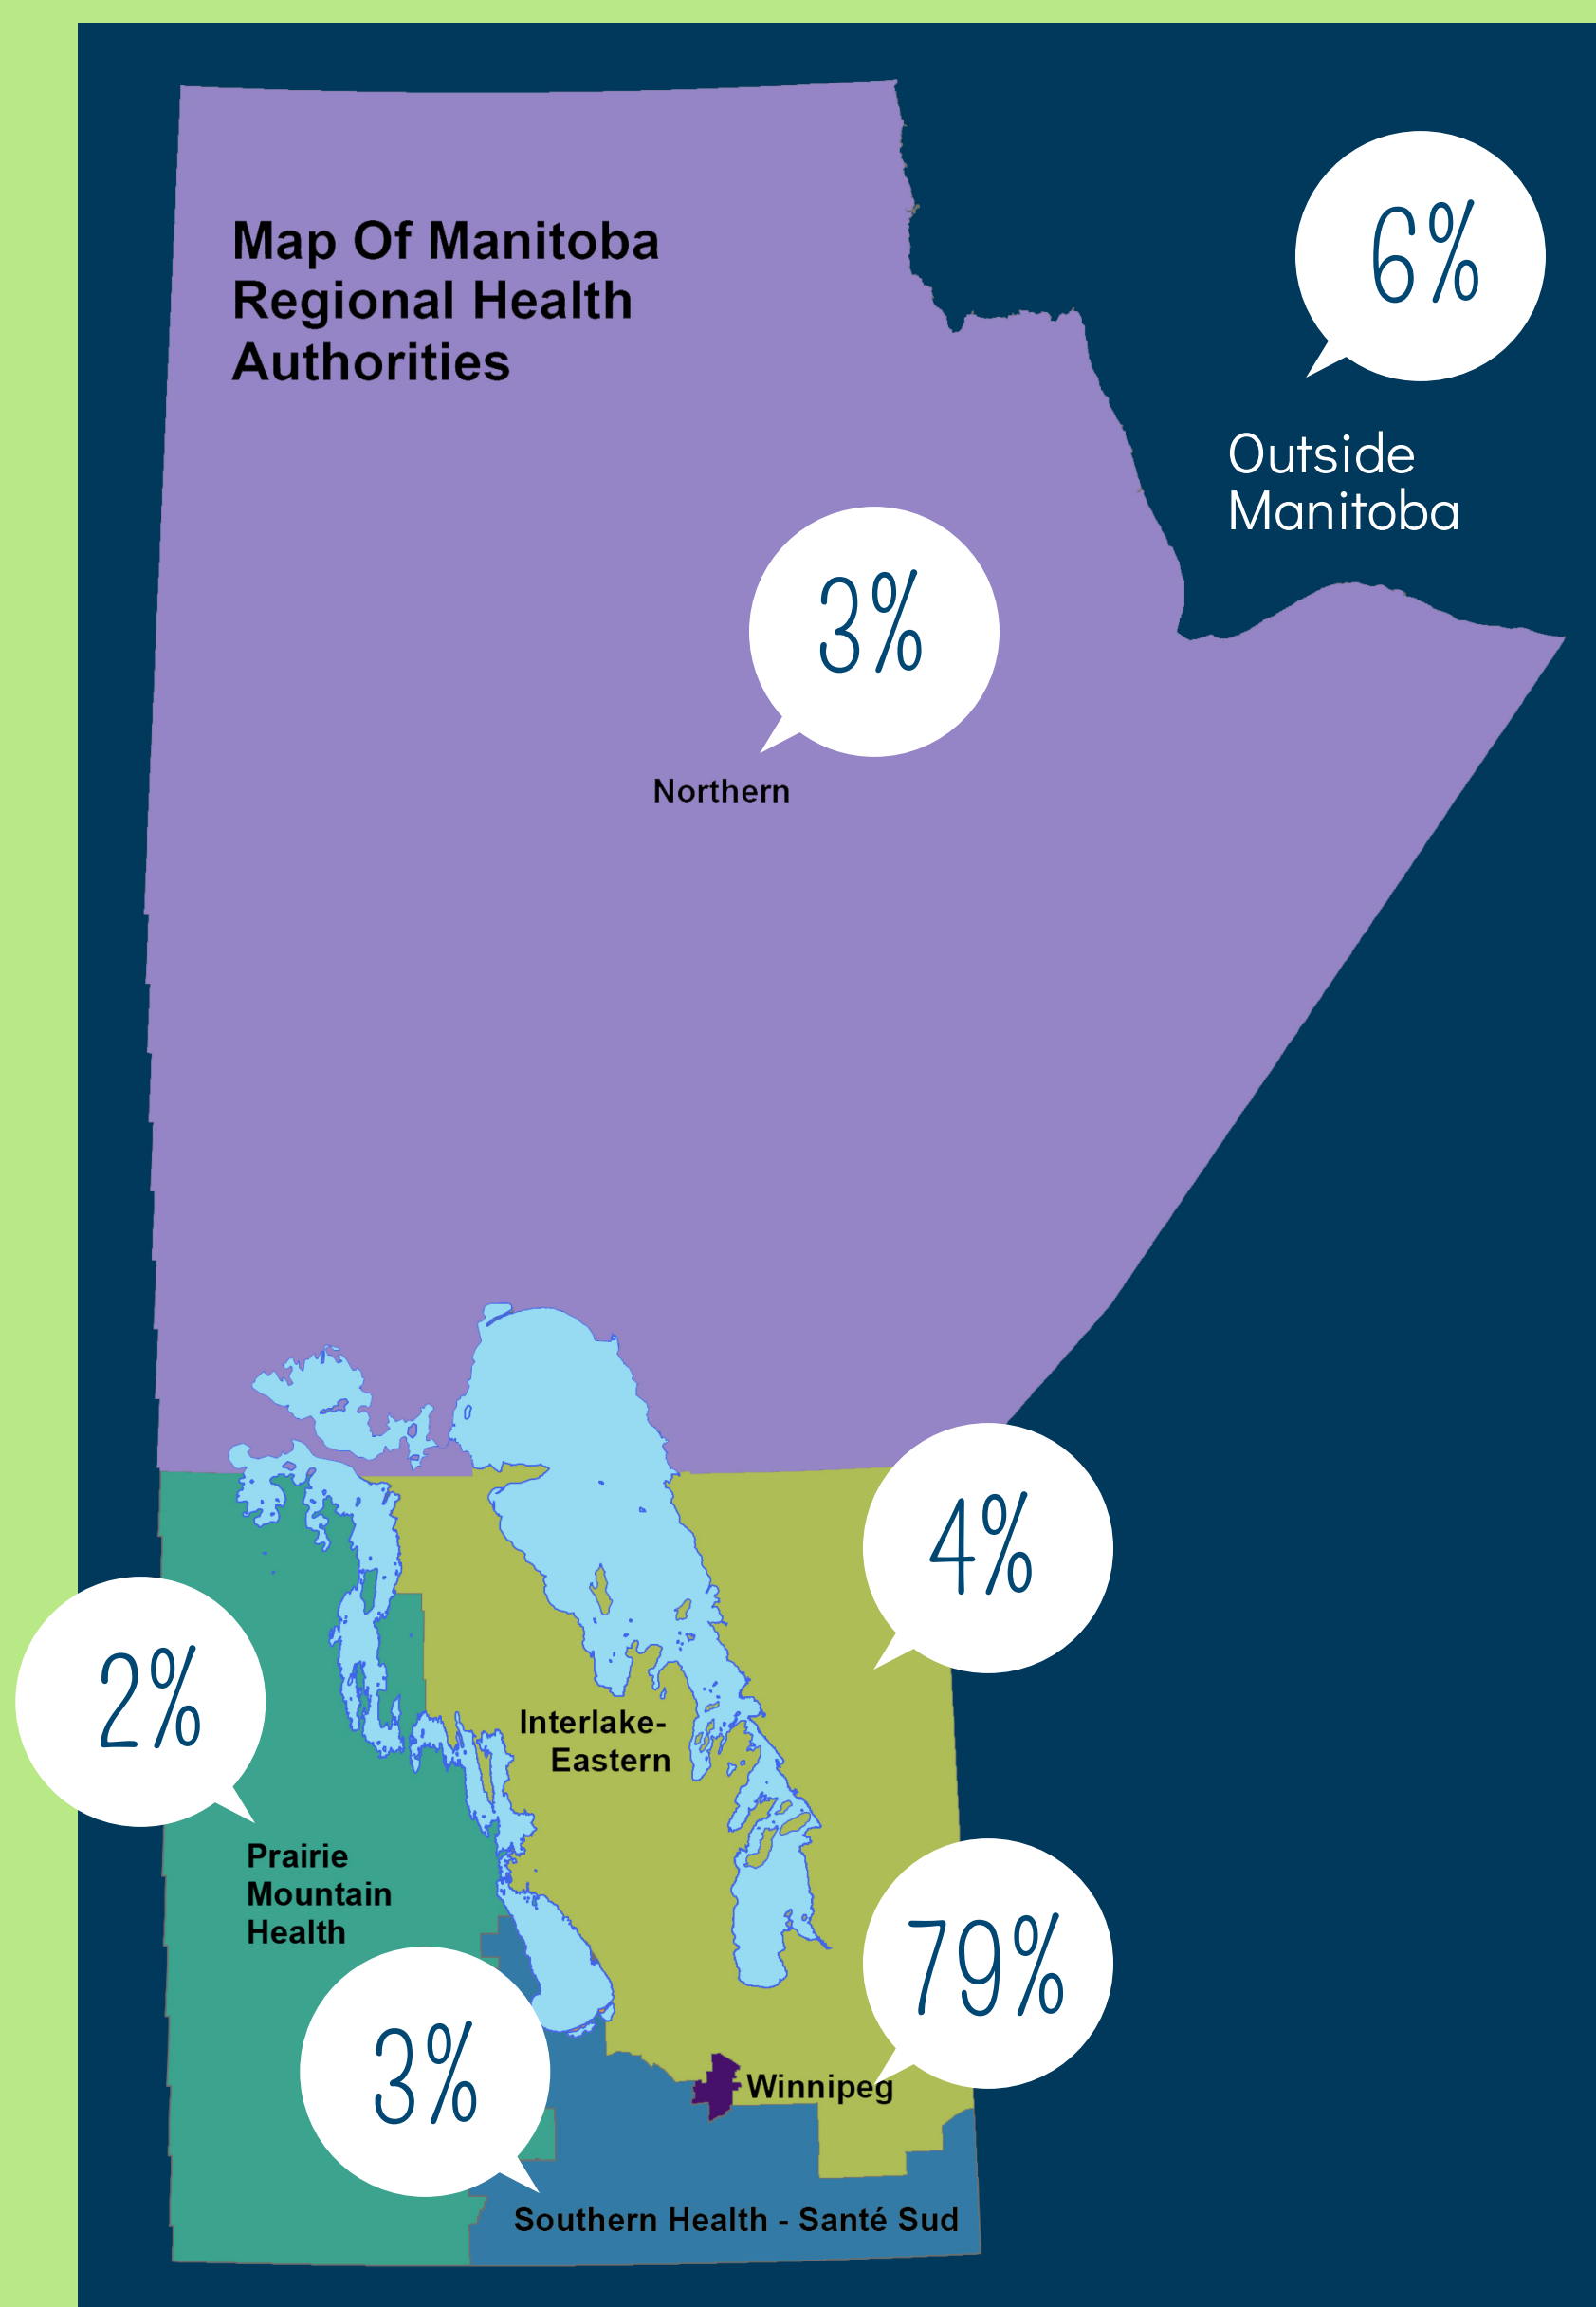 Map Of Manitoba
Regional Health
Authorities
6%
Outside
Manitoba
3%
Northern
4%
2%
Interlake-
Eastern
Prairie
Mountain
Health
79%
3%
Winnipeg
Southern Health - Santé Sud